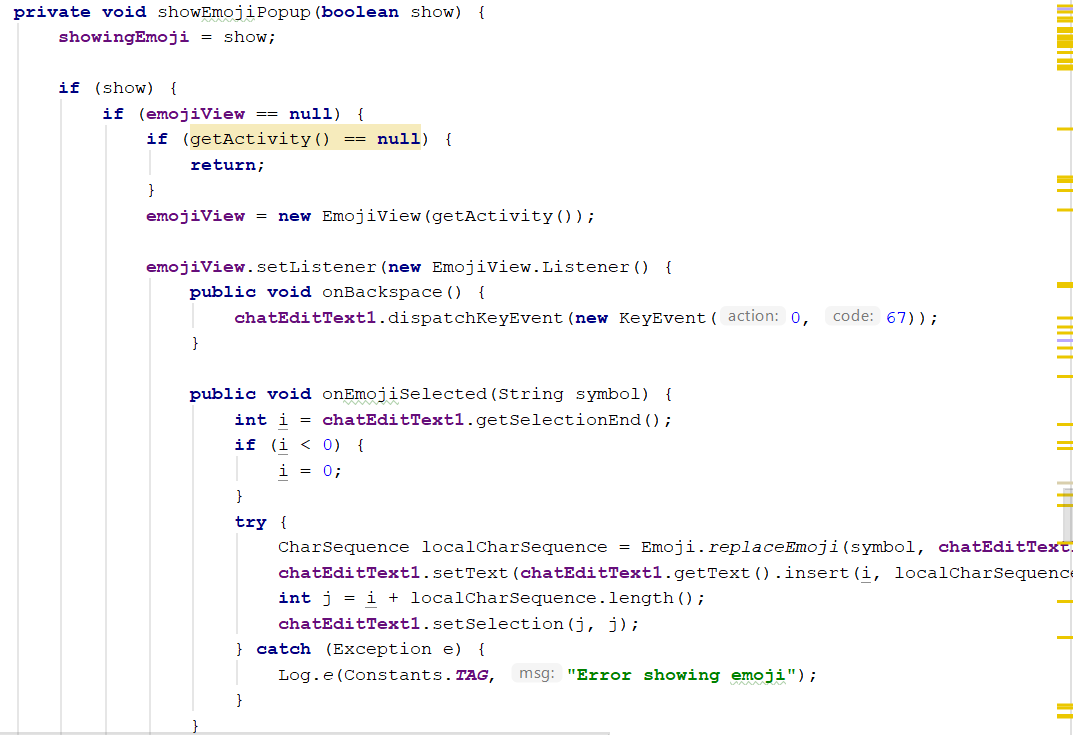 private void showEmojiPopup(boolean show) {
showingEmoji = show;
if (show) {
if (emojiView == null) {
if (getActivity() == null) {
return;
}
emojiView = new EmojiView(getActivity());
emojiView.setListener(new EmojiView.Listener() {
public void onBackspace() {
chatEditText1.dispatchKeyEvent(new KeyEvent( action: 0, code: 67));
}
public void onEmojiSelected(String symbol) {
int i = chatEditText1.getSelectionEnd();
if (i < 0) {
i = 0;
}
try {
CharSequence localCharSequence = Emoji.replaceEmoji(symbol, chatEditText
chatEditText1.setText(chatEditText1.getText().insert(i, localCharSequence
int j = i + localCharSequence.length();
chatEditText1.setSelection(j, j);
} catch (Exception e) {
Log.e(Constants.TAG, msg: "Error showing emoji");
}
}